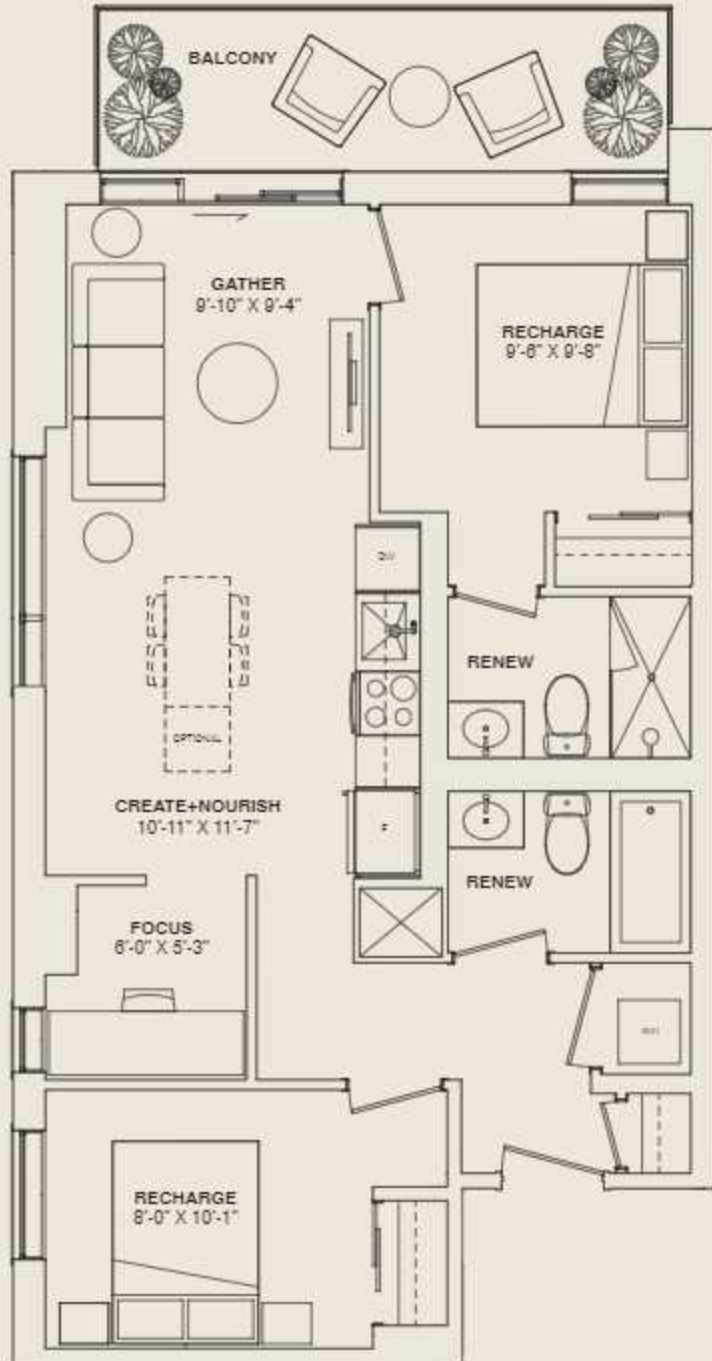 BALCONY
GATHER
9'-10" X 9'-4"
RECHARGE
9'-6" X 9'-8"
DW
RENEW
OPTIONAL
CREATE+NOURISH
10'-11" X 11'-7"
F
RENEW
FOCUS
6'-0" X 5'-3"
RECHARGE
8'-0" X 10'-1"